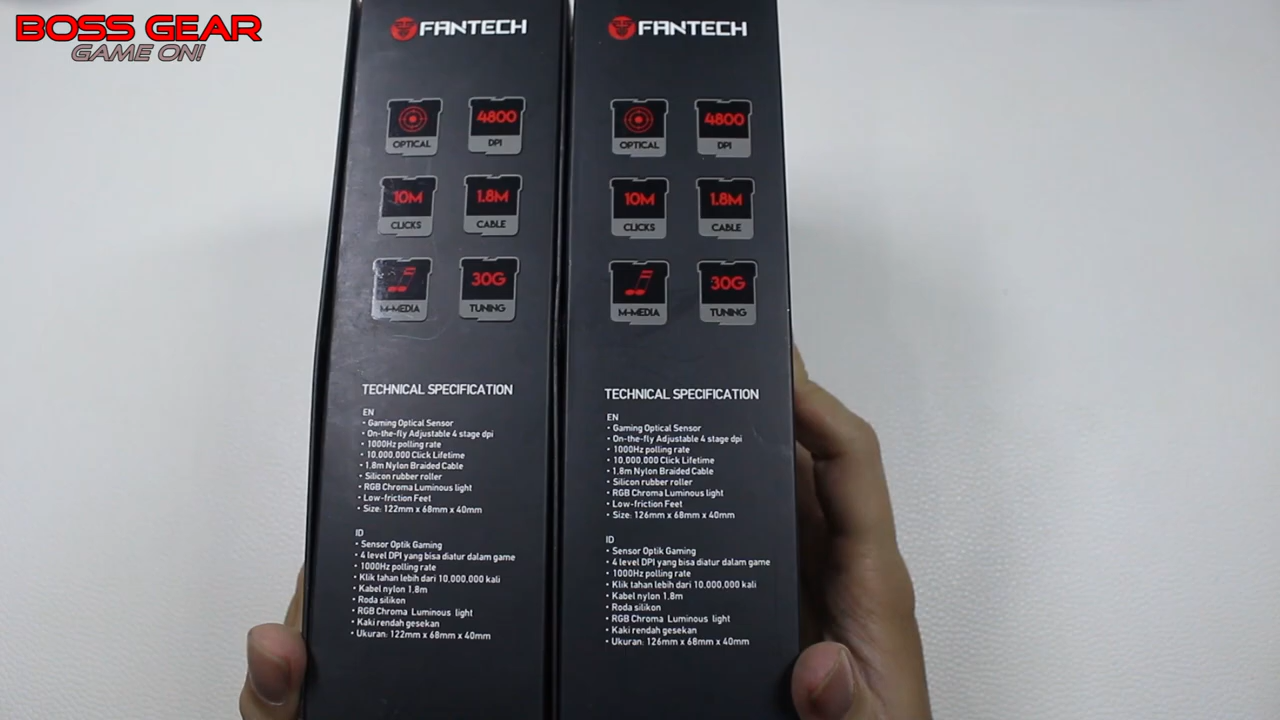 BOSS GEAR
GAME ON!
FANTECH
OPTICAL
4800
DPI
10M
CLICKS
1.8M
CABLE
M-MEDIA
30G
TUNING
TECHNICAL SPECIFICATION
EN
• Gaming Optical Sensor
• On-the-fly Adjustable 4 stage dpi
• 1000Hz polling rate
• 10,000,000 Click Lifetime
• 1.8m Nylon Braided Cable
• Silicon rubber roller
• RGB Chroma Luminous light
• Low-friction Feet
• Size: 122mm x 68mm x 40mm
ID
• Sensor Optik Gaming
• 4 level DPI yang bisa diatur dalam game
• 1000Hz polling rate
• Klik tahan lebih dari 10,000,000 kali
• Kabel nylon 1.8m
• Roda silikon
• RGB Chroma Luminous light
• Kaki rendah gesekan
• Ukuran: 122mm x 68mm x 40mm
FANTECH
OPTICAL
4800
DPI
10M
CLICKS
1.8M
CABLE
M-MEDIA
30G
TUNING
TECHNICAL SPECIFICATION
EN
• Gaming Optical Sensor
• On-the-fly Adjustable 4 stage dpi
• 1000Hz polling rate
• 10,000,000 Click Lifetime
• 1.8m Nylon Braided Cable
• Silicon rubber roller
• RGB Chroma Luminous light
• Low-friction Feet
• Size: 126mm x 68mm x 40mm
ID
• Sensor Optik Gaming
• 4 level DPI yang bisa diatur dalam game
• 1000Hz polling rate
• Klik tahan lebih dari 10,000,000 kali
• Kabel nylon 1.8m
• Roda silikon
• RGB Chroma Luminous light
• Kaki rendah gesekan
• Ukuran: 126mm x 68mm x 40mm